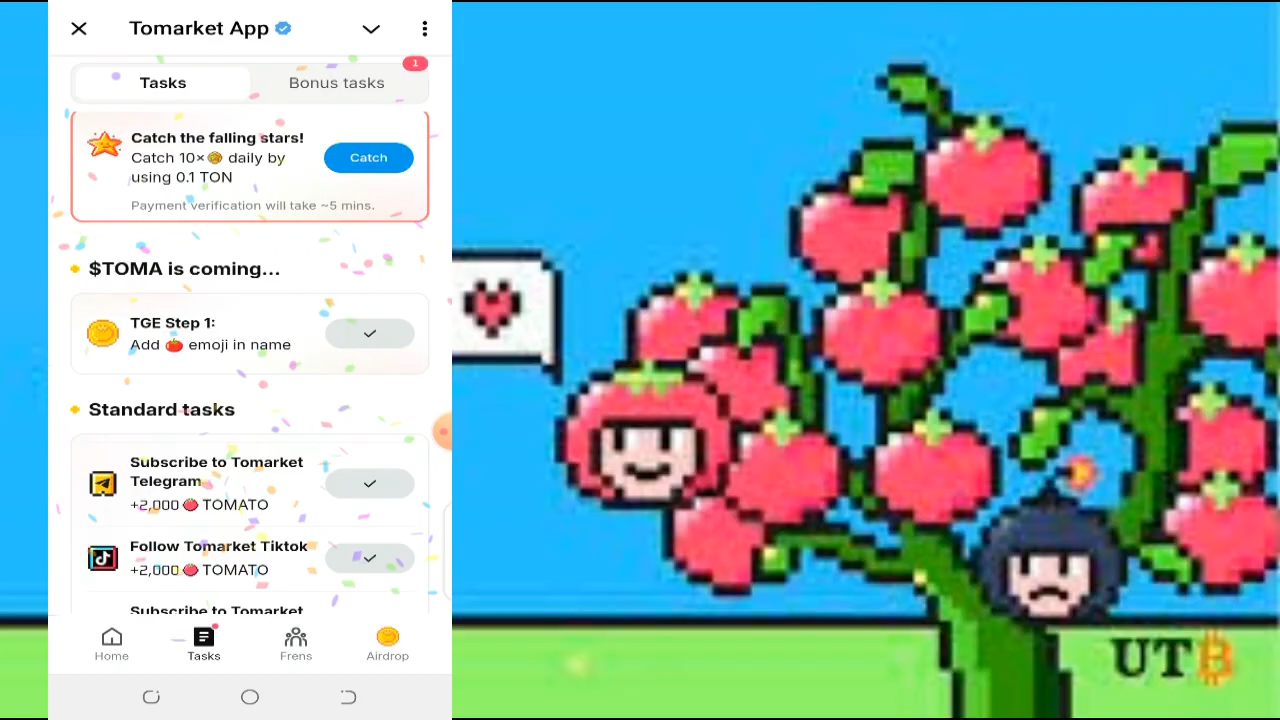 Tomarket App
Tasks
Bonus tasks
1
Catch the falling stars!
Catch 10× daily by
using 0.1 TON
Catch
Payment verification will take ~5 mins.
$TOMA is coming...
TGE Step 1:
Add 🍅 emoji in name
Standard tasks
Subscribe to Tomarket
Telegram
+2,000 🍅 TOMATO
Follow Tomarket Tiktok
+2,000 🍅 TOMATO
Subscribe to Tomarket
Home
Tasks
Frens
Airdrop
UT₿